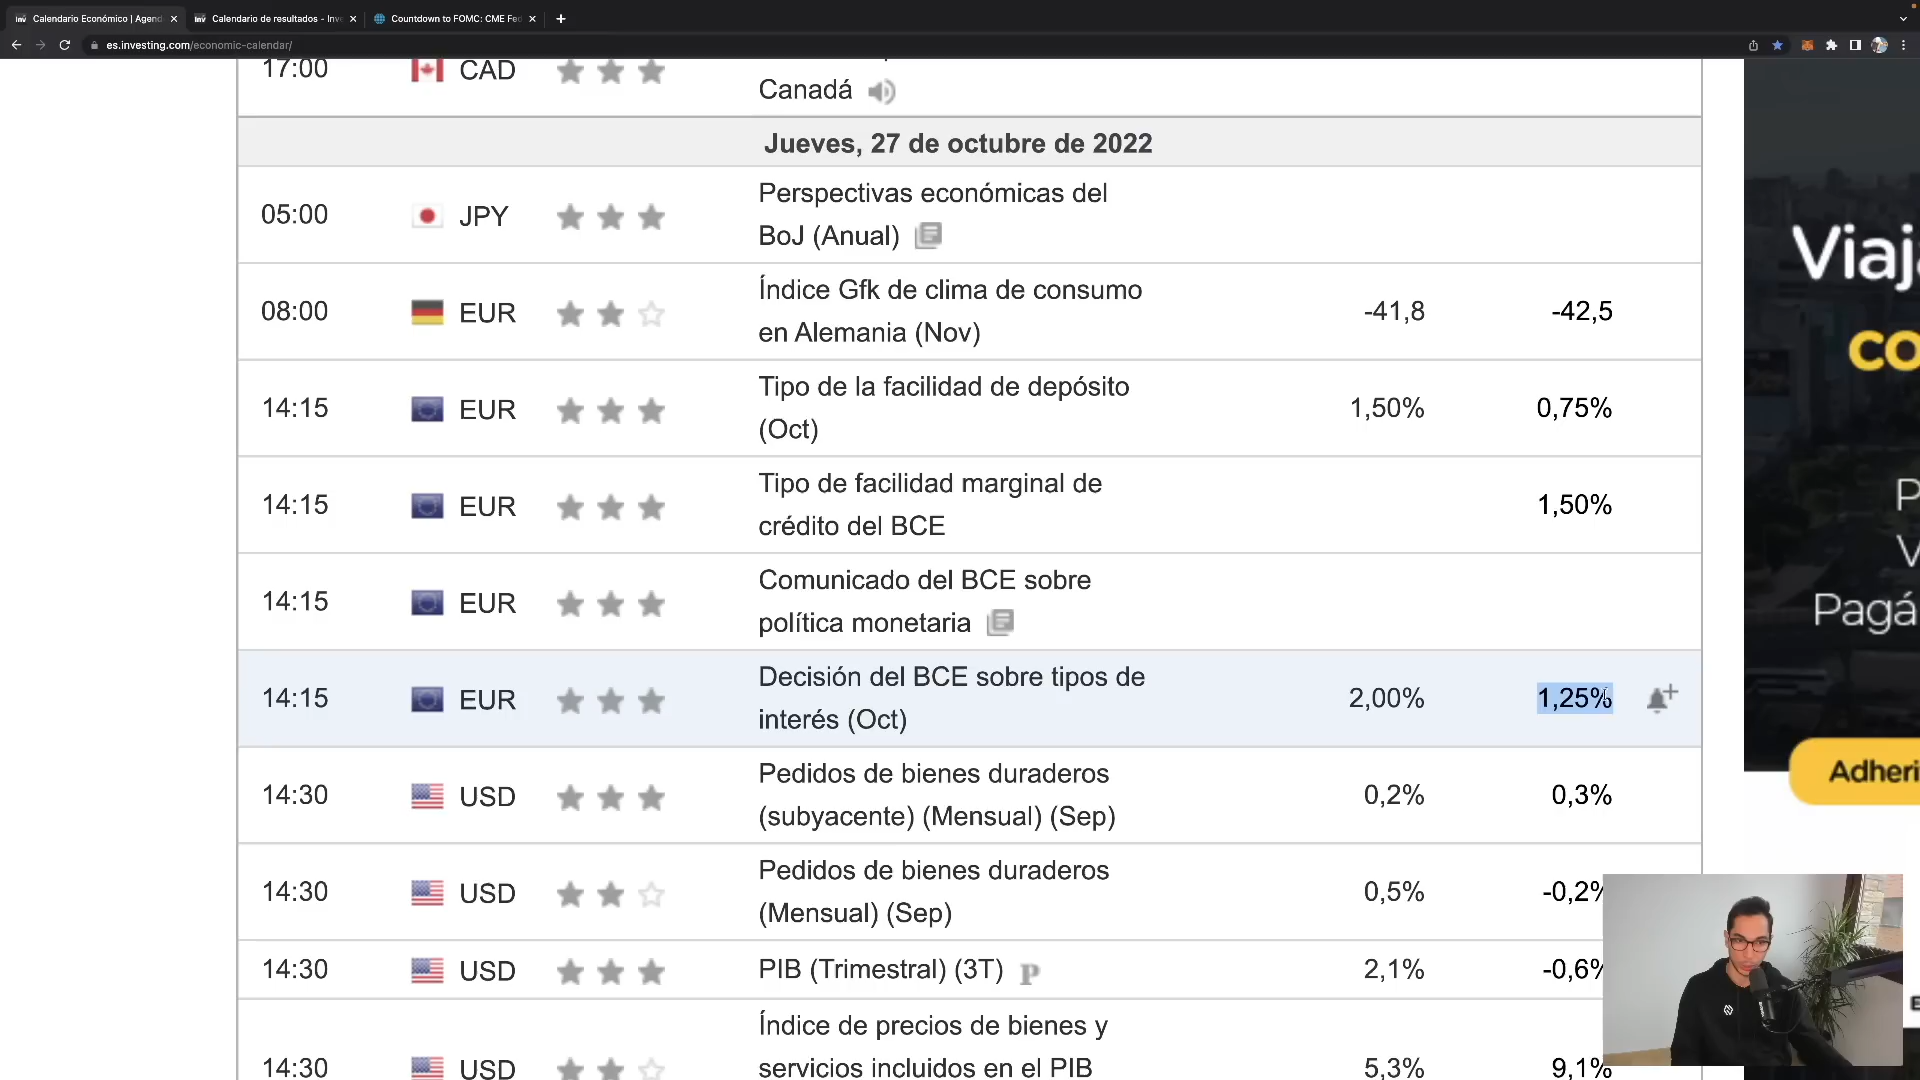 Calendario Económico | Agend
Calendario de resultados - Inve
Countdown to FOMC: CME Fed
es.investing.com/economic-calendar/
17:00 CAD
Canadá
Jueves, 27 de octubre de 2022
05:00 JPY Perspectivas económicas del
BoJ (Anual)
08:00 EUR Índice Gfk de clima de consumo
en Alemania (Nov) -41,8 -42,5
14:15 EUR Tipo de la facilidad de depósito
(Oct) 1,50% 0,75%
14:15 EUR Tipo de facilidad marginal de
crédito del BCE 1,50%
14:15 EUR Comunicado del BCE sobre
política monetaria
14:15 EUR Decisión del BCE sobre tipos de
interés (Oct) 2,00% 1,25%
14:30 USD Pedidos de bienes duraderos
(subyacente) (Mensual) (Sep) 0,2% 0,3%
14:30 USD Pedidos de bienes duraderos
(Mensual) (Sep) 0,5% -0,2%
14:30 USD PIB (Trimestral) (3T) P 2,1% -0,6%
14:30 USD Índice de precios de bienes y
servicios incluidos en el PIB 5,3% 9,1%
Viaja
co
P
V
Pagá
Adheri